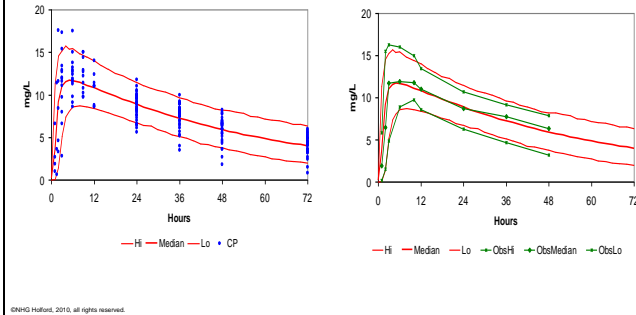 20
15
10
5
0
mg/L
0 12 24 36 48 60 72
Hours
Hi Median Lo CP
20
15
10
5
0
mg/L
0 12 24 36 48 60 72
Hours
Hi Median Lo ObsHi ObsMedian ObsLo
©NHG Holford, 2010, all rights reserved.